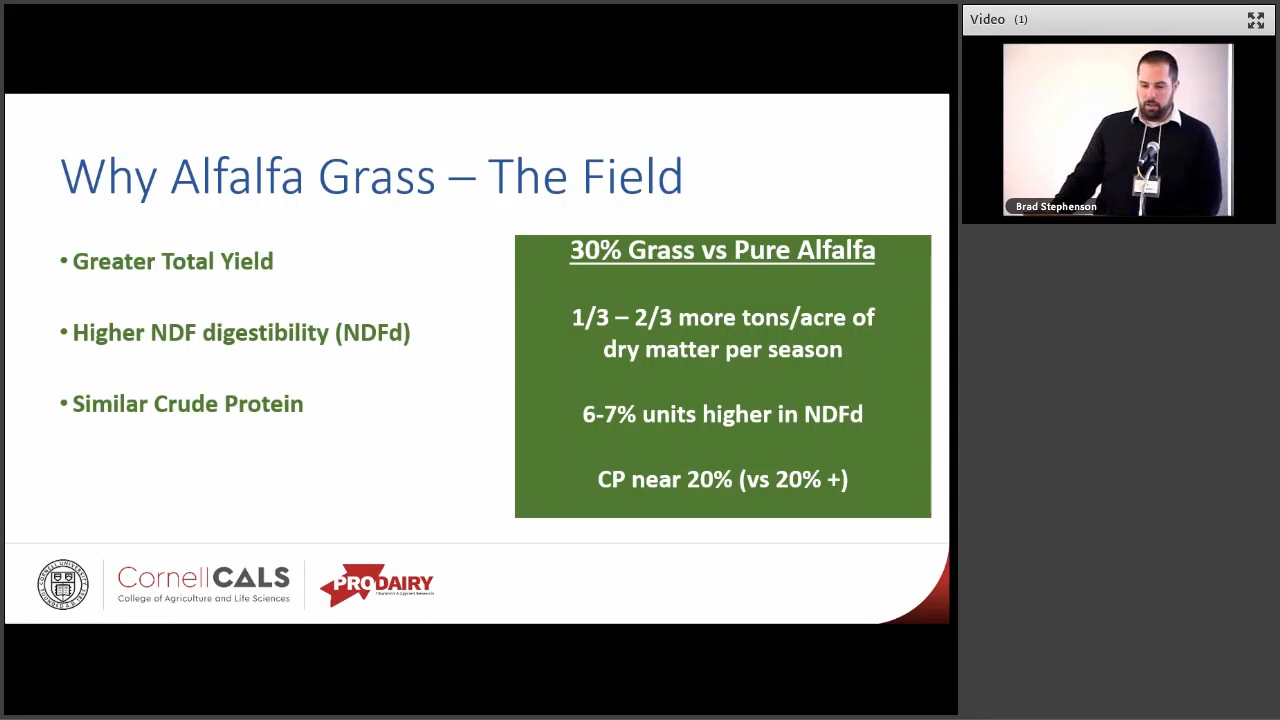 Why Alfalfa Grass – The Field
• Greater Total Yield
• Higher NDF digestibility (NDFd)
• Similar Crude Protein
30% Grass vs Pure Alfalfa
1/3 – 2/3 more tons/acre of
dry matter per season
6-7% units higher in NDFd
CP near 20% (vs 20% +)
CornellCALS
College of Agriculture and Life Sciences
PRODAIRY
Video (1)
Brad Stephenson